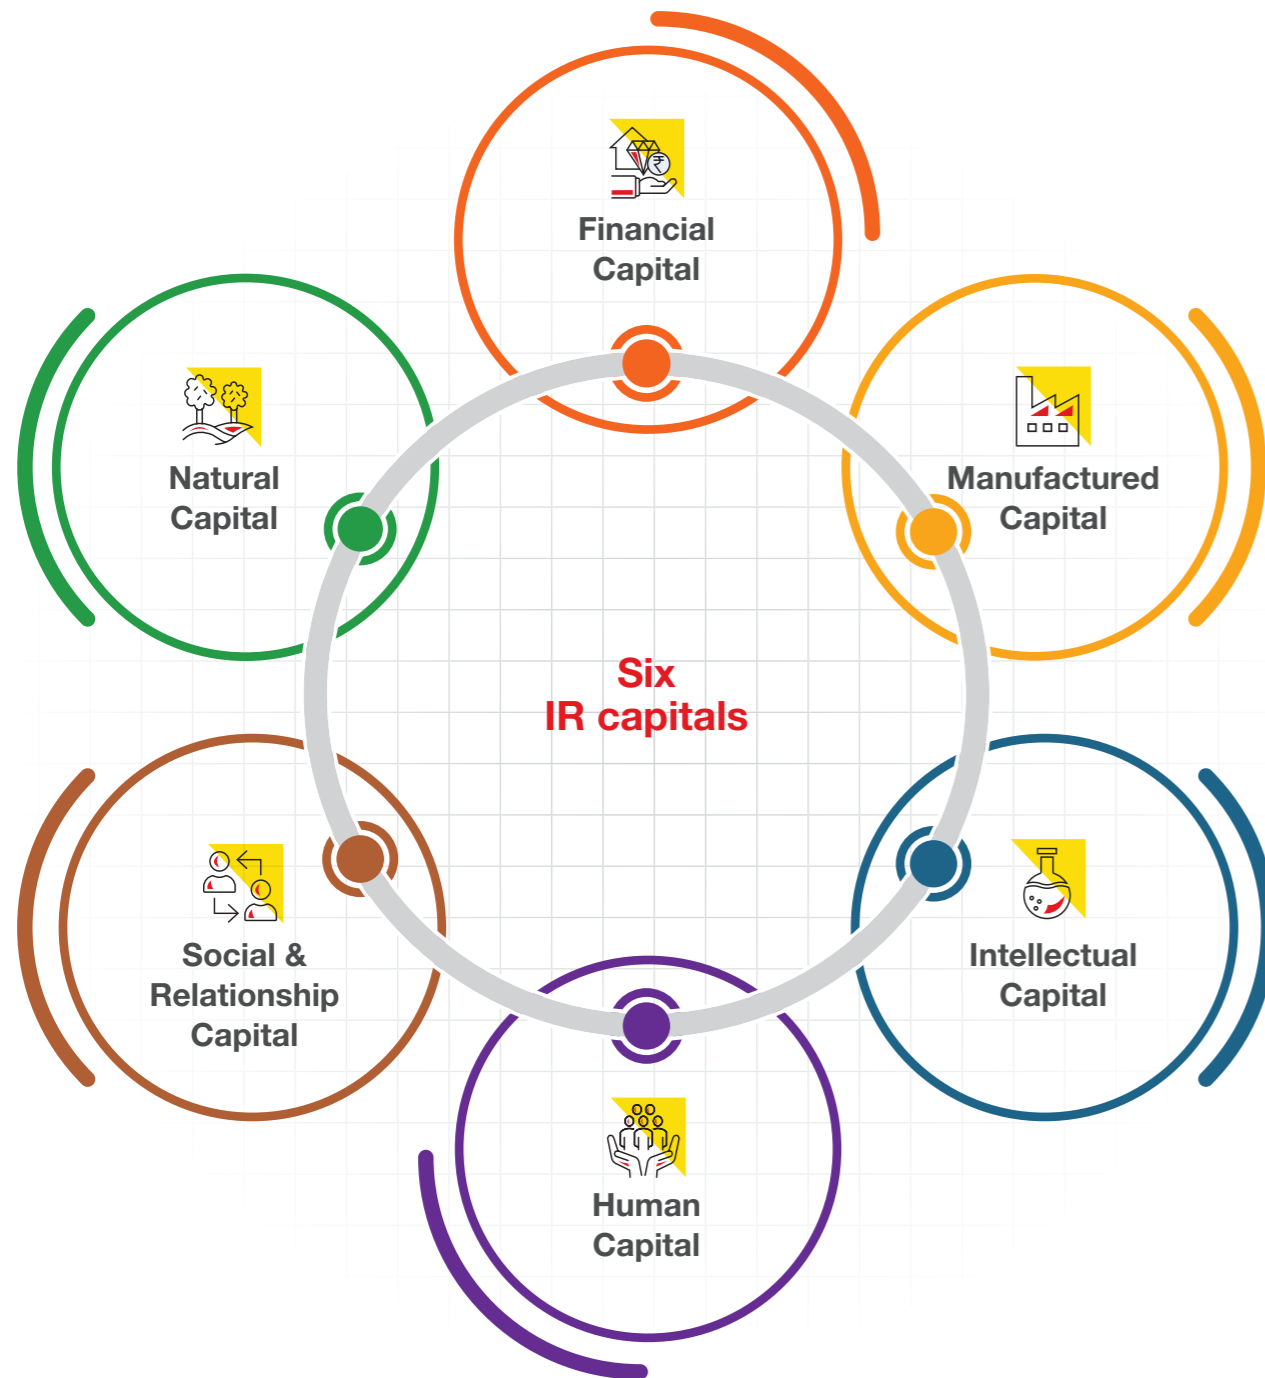 Financial
Capital
Natural
Capital
Manufactured
Capital
Six
IR capitals
Social &
Relationship
Capital
Intellectual
Capital
Human
Capital
₹